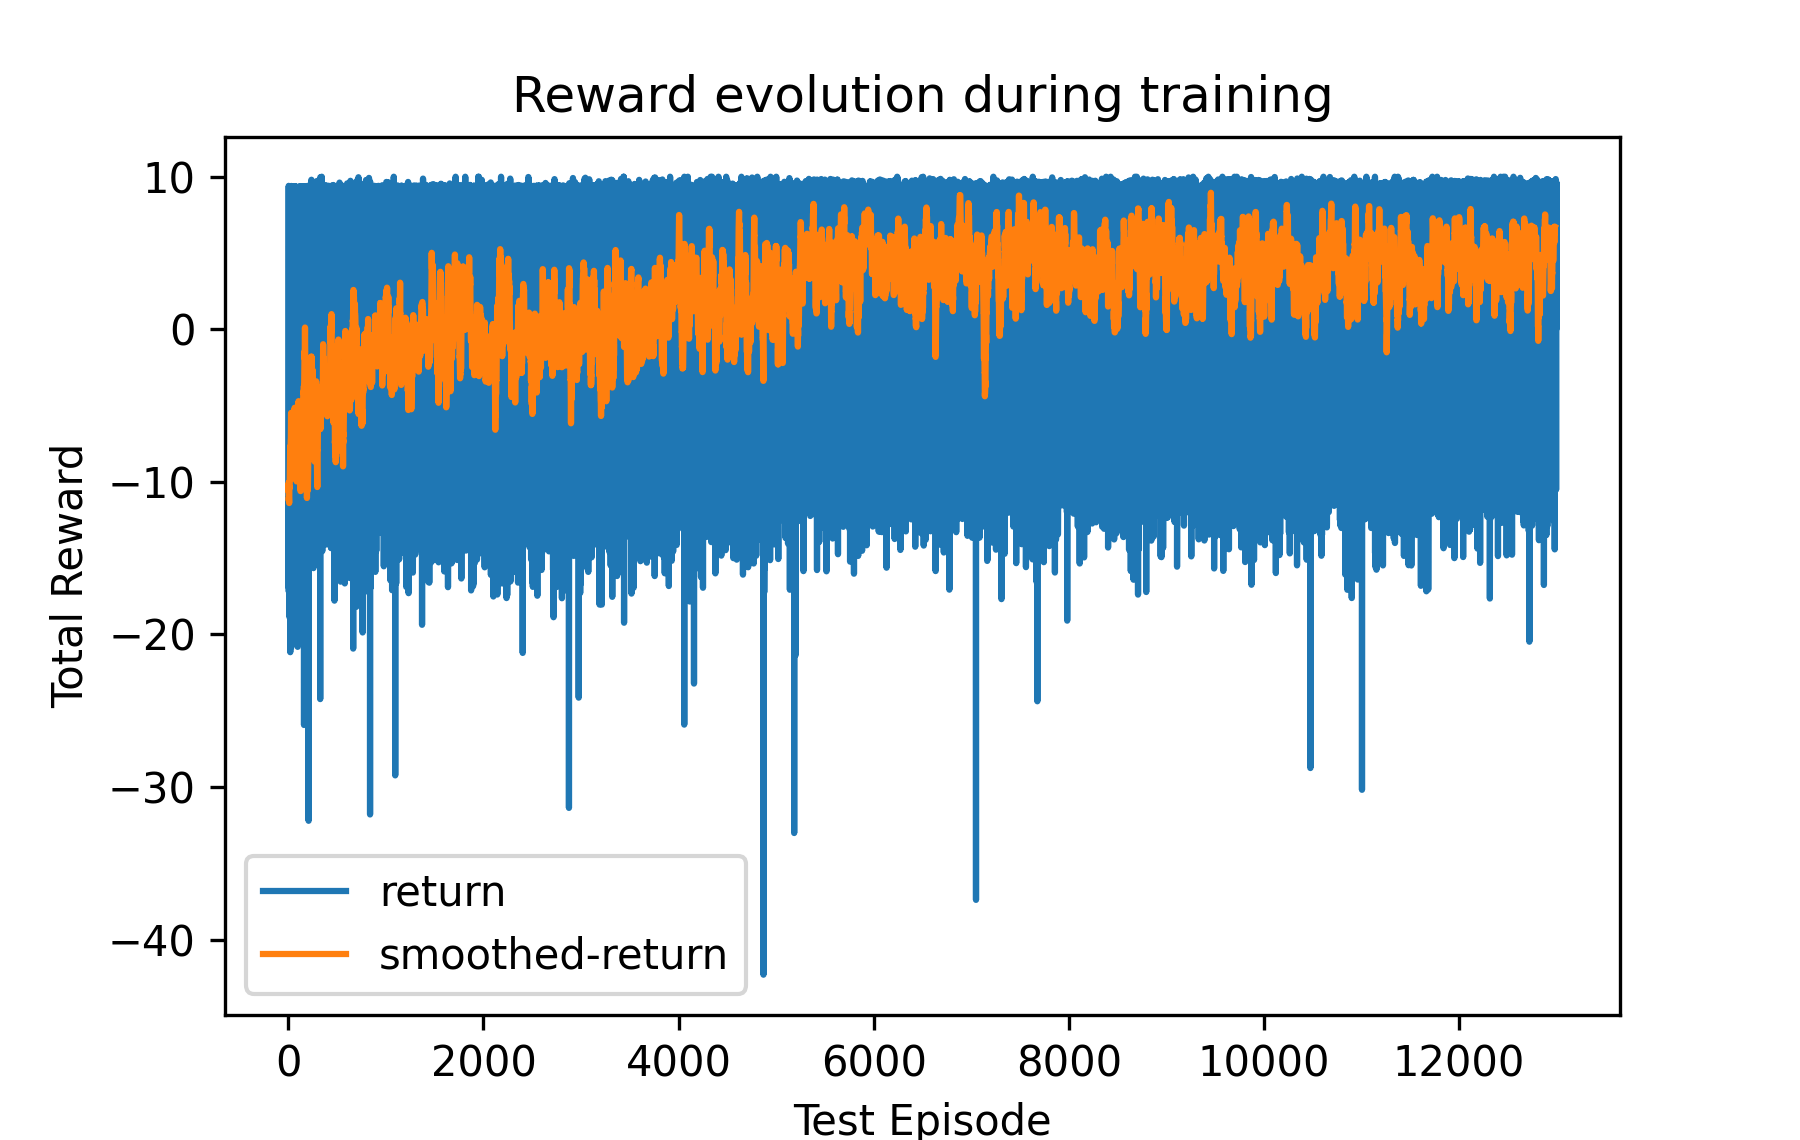 Reward evolution during training
Total Reward
10
0
−10
−20
−30
−40
return
smoothed-return
0 2000 4000 6000 8000 10000 12000
Test Episode